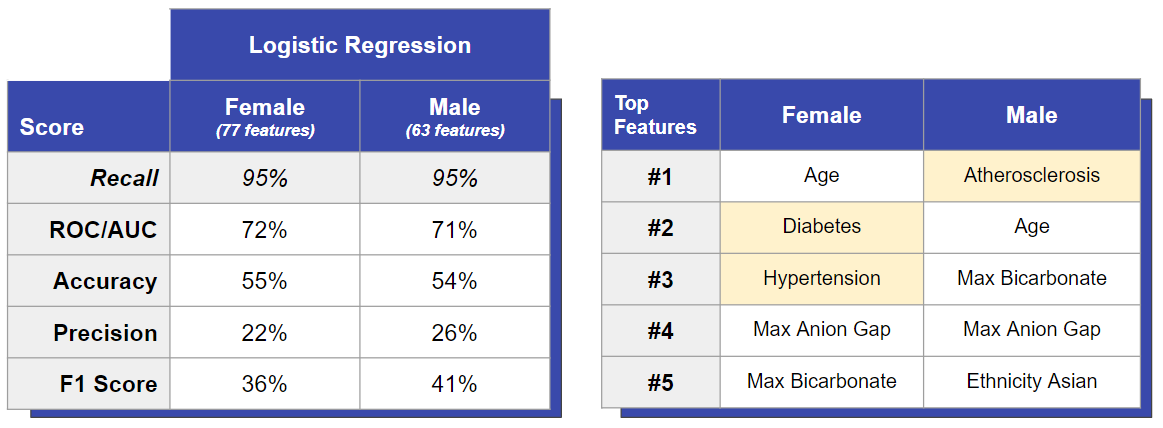 Logistic Regression
Score Female Male
(77 features) (63 features)
Recall 95% 95%
ROC/AUC 72% 71%
Accuracy 55% 54%
Precision 22% 26%
F1 Score 36% 41%
Top
Features Female Male
#1 Age Atherosclerosis
#2 Diabetes Age
#3 Hypertension Max Bicarbonate
#4 Max Anion Gap Max Anion Gap
#5 Max Bicarbonate Ethnicity Asian